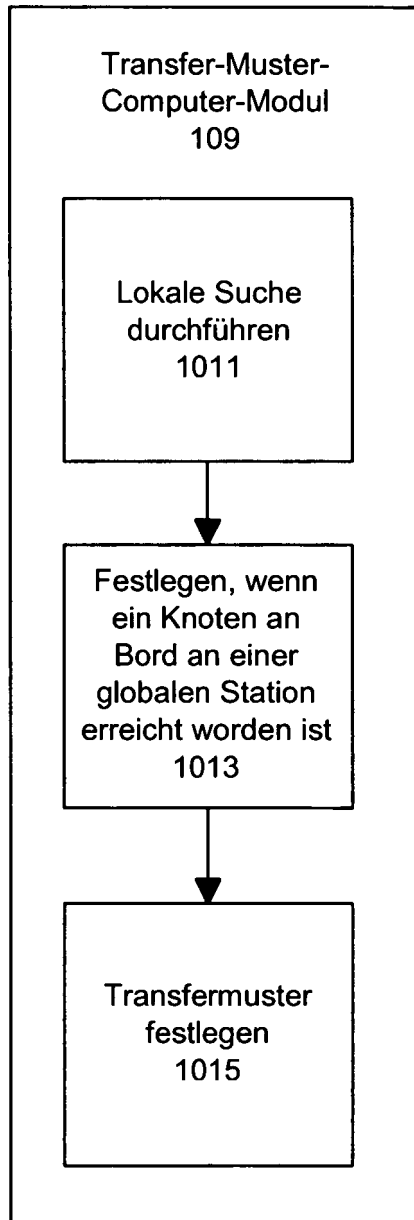 Transfer-Muster-
Computer-Modul
109
Lokale Suche
durchführen
1011
Festlegen, wenn
ein Knoten an
Bord an einer
globalen Station
erreicht worden ist
1013
Transfermuster
festlegen
1015